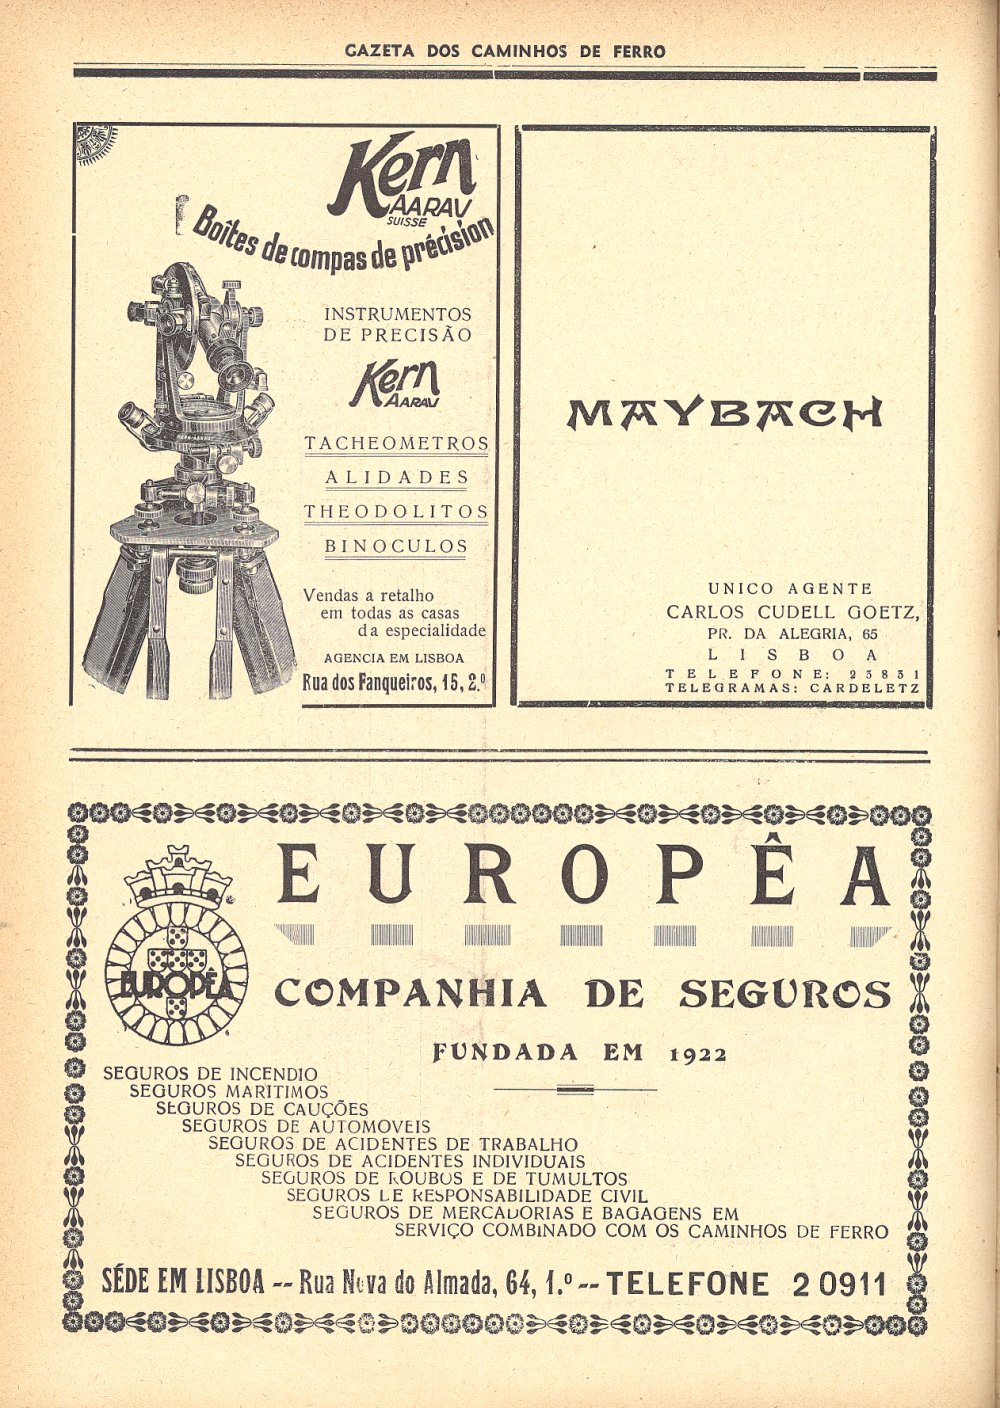 GAZETA DOS CAMINHOS DE FERRO
Kern
AARAU
SUISSE
Boîtes de compas de précision
INSTRUMENTOS
DE PRECISÃO
Kern
AARAU
TACHEOMETROS
ALIDADES
THEODOLITOS
BINOCULOS
Vendas a retalho
em todas as casas
da especialidade
AGENCIA EM LISBOA
Rua dos Fanqueiros, 15, 2.º
MAYBACH
UNICO AGENTE
CARLOS CUDELL GOETZ,
PR. DA ALEGRIA, 65
LISBOA
TELEFONE: 23831
TELEGRAMAS: CARDELETZ
EUROPÊA
EUROPÊA
COMPANHIA DE SEGUROS
FUNDADA EM 1922
SEGUROS DE INCENDIO
SEGUROS MARITIMOS
SEGUROS DE CAUÇÕES
SEGUROS DE AUTOMOVEIS
SEGUROS DE ACIDENTES DE TRABALHO
SEGUROS DE ACIDENTES INDIVIDUAIS
SEGUROS DE ROUBOS E DE TUMULTOS
SEGUROS DE RESPONSABILIDADE CIVIL
SEGUROS DE MERCADORIAS E BAGAGENS EM
SERVIÇO COMBINADO COM OS CAMINHOS DE FERRO
SÉDE EM LISBOA -- Rua Nova do Almada, 64, 1.º -- TELEFONE 20911